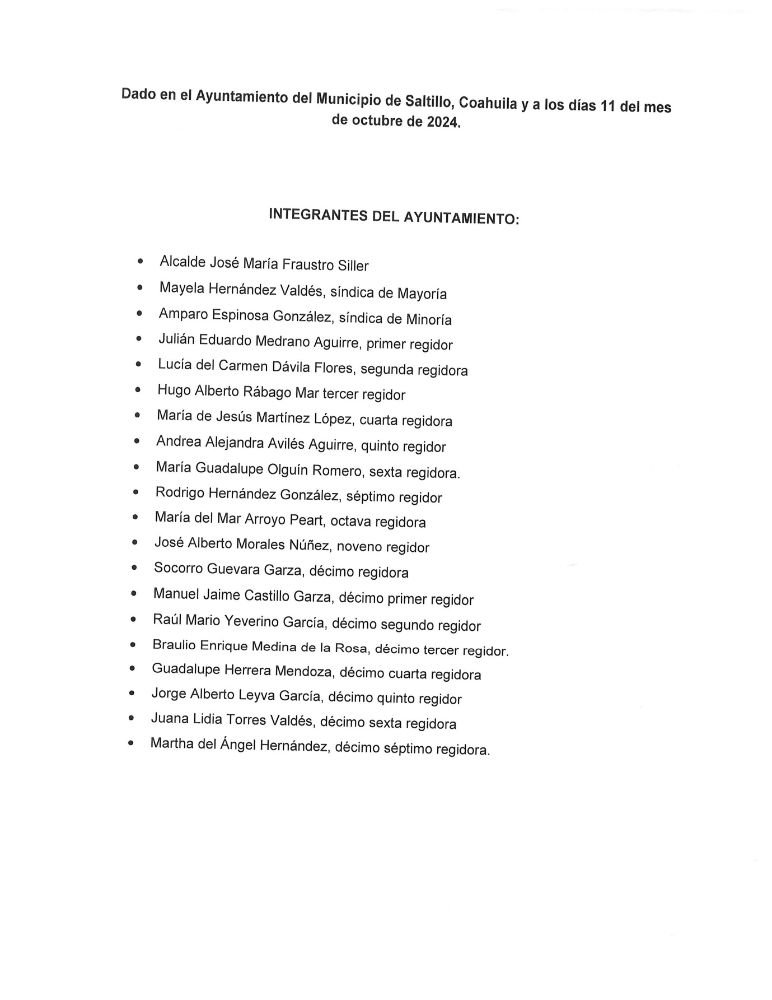 Dado en el Ayuntamiento del Municipio de Saltillo, Coahuila y a los días 11 del mes
de octubre de 2024.
INTEGRANTES DEL AYUNTAMIENTO:
• Alcalde José María Fraustro Siller
• Mayela Hernández Valdés, síndica de Mayoría
• Amparo Espinosa González, síndica de Minoría
• Julián Eduardo Medrano Aguirre, primer regidor
• Lucía del Carmen Dávila Flores, segunda regidora
• Hugo Alberto Rábago Mar tercer regidor
• María de Jesús Martínez López, cuarta regidora
• Andrea Alejandra Avilés Aguirre, quinto regidor
• María Guadalupe Olguín Romero, sexta regidora.
• Rodrigo Hernández González, séptimo regidor
• María del Mar Arroyo Peart, octava regidora
• José Alberto Morales Núñez, noveno regidor
• Socorro Guevara Garza, décimo regidora
• Manuel Jaime Castillo Garza, décimo primer regidor
• Raúl Mario Yeverino García, décimo segundo regidor
• Braulio Enrique Medina de la Rosa, décimo tercer regidor.
• Guadalupe Herrera Mendoza, décimo cuarta regidora
• Jorge Alberto Leyva García, décimo quinto regidor
• Juana Lidia Torres Valdés, décimo sexta regidora
• Martha del Ángel Hernández, décimo séptimo regidora.